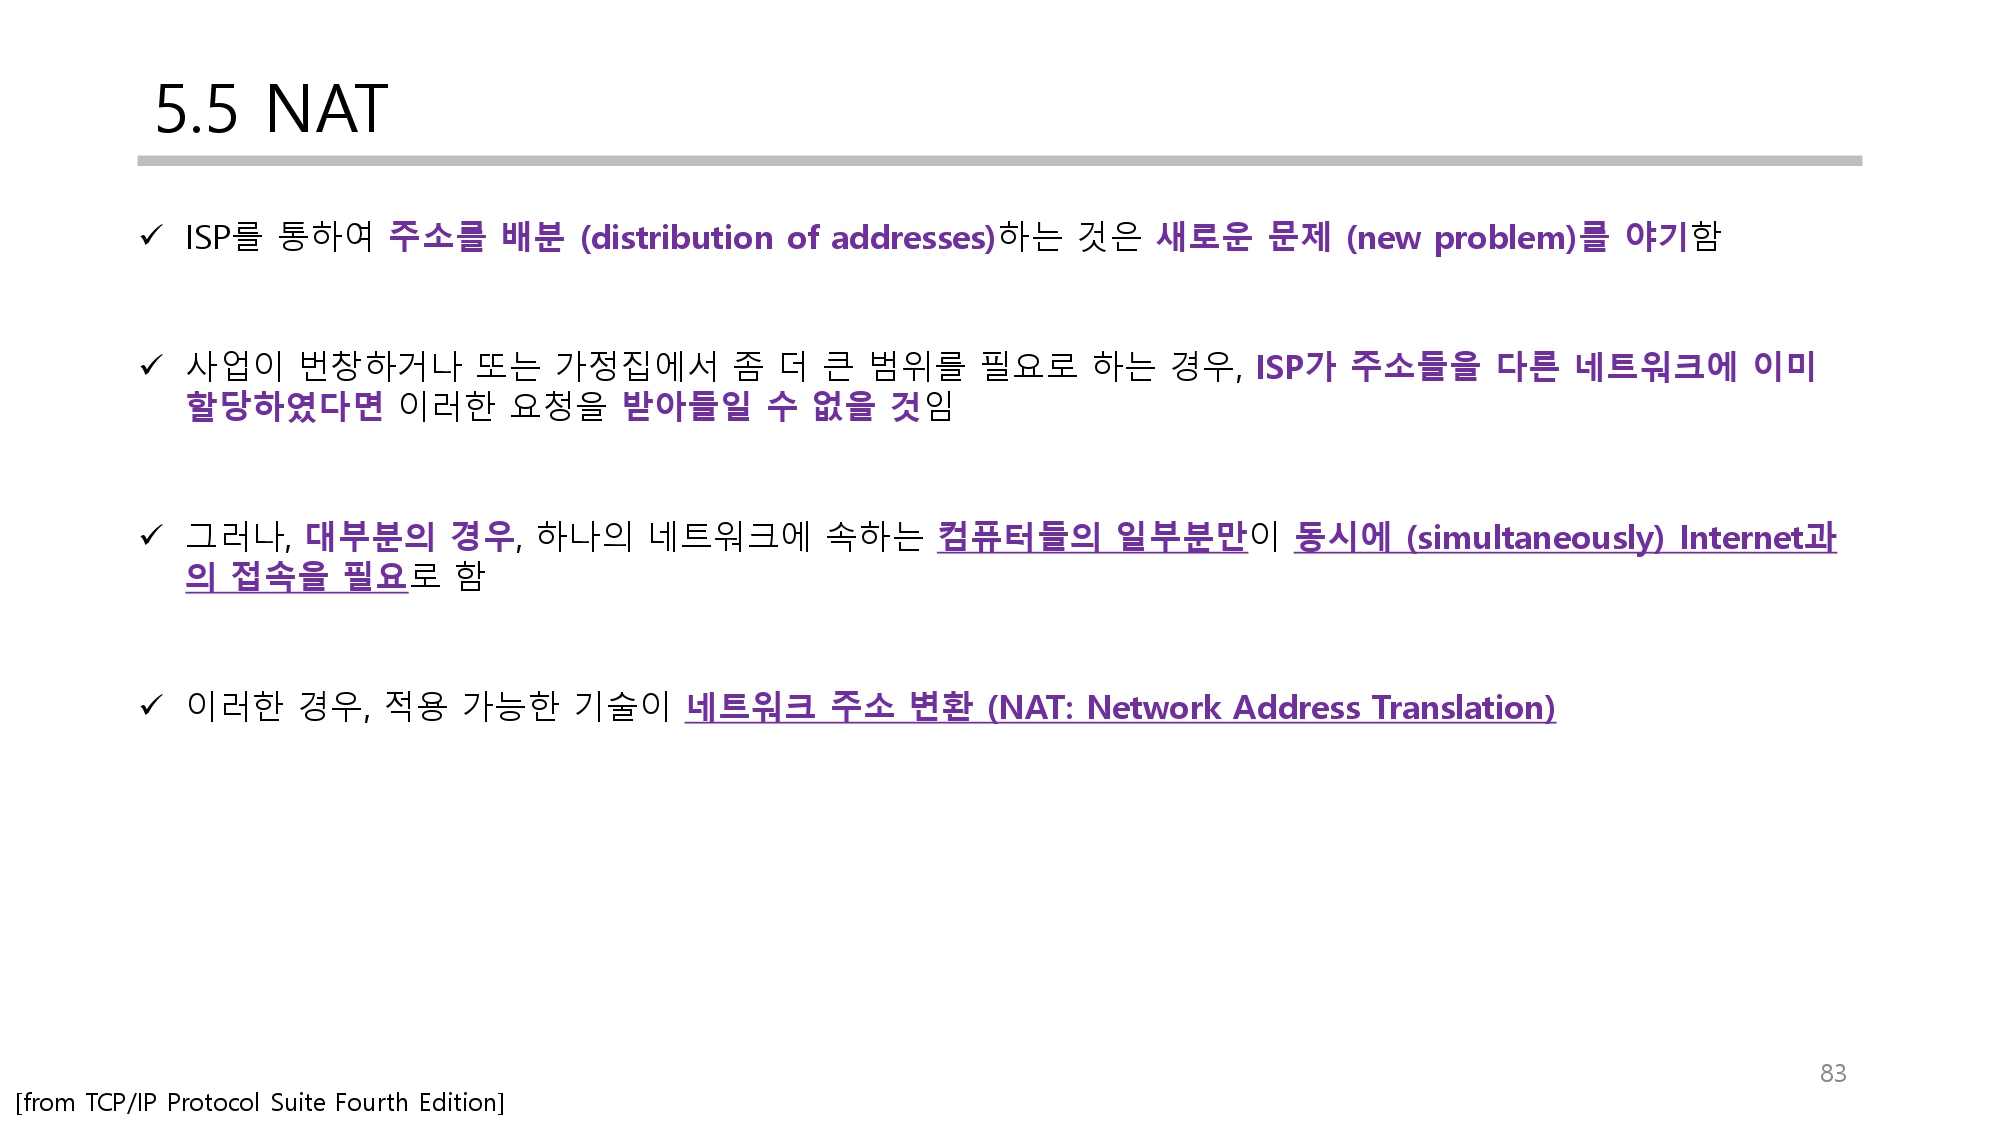 5.5 NAT
✓ ISP를 통하여 주소를 배분 (distribution of addresses)하는 것은 새로운 문제 (new problem)를 야기함
✓ 사업이 번창하거나 또는 가정집에서 좀 더 큰 범위를 필요로 하는 경우, ISP가 주소들을 다른 네트워크에 이미
할당하였다면 이러한 요청을 받아들일 수 없을 것임
✓ 그러나, 대부분의 경우, 하나의 네트워크에 속하는 컴퓨터들의 일부분만이 동시에 (simultaneously) Internet과
의 접속을 필요로 함
✓ 이러한 경우, 적용 가능한 기술이 네트워크 주소 변환 (NAT: Network Address Translation)
83
[from TCP/IP Protocol Suite Fourth Edition]